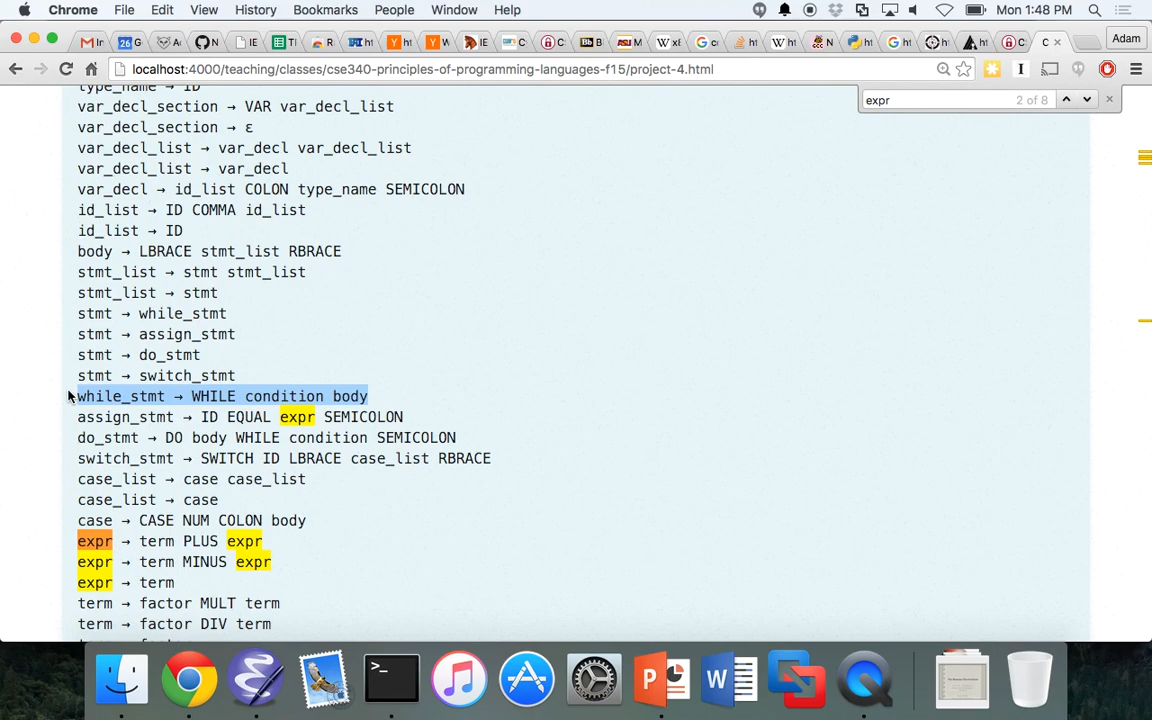 Chrome File Edit View History Bookmarks People Window Help Mon 1:48 PM
Adam
localhost:4000/teaching/classes/cse340-principles-of-programming-languages-f15/project-4.html
expr 2 of 8
type_name → ID
var_decl_section → VAR var_decl_list
var_decl_section → ε
var_decl_list → var_decl var_decl_list
var_decl_list → var_decl
var_decl → id_list COLON type_name SEMICOLON
id_list → ID COMMA id_list
id_list → ID
body → LBRACE stmt_list RBRACE
stmt_list → stmt stmt_list
stmt_list → stmt
stmt → while_stmt
stmt → assign_stmt
stmt → do_stmt
stmt → switch_stmt
while_stmt → WHILE condition body
assign_stmt → ID EQUAL expr SEMICOLON
do_stmt → DO body WHILE condition SEMICOLON
switch_stmt → SWITCH ID LBRACE case_list RBRACE
case_list → case case_list
case_list → case
case → CASE NUM COLON body
expr → term PLUS expr
expr → term MINUS expr
expr → term
term → factor MULT term
term → factor DIV term